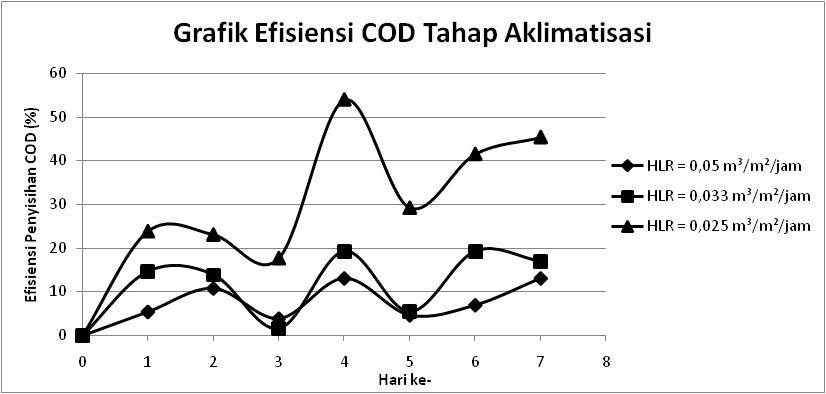 Grafik Efisiensi COD Tahap Aklimatisasi
Efisiensi Penyisihan COD (%)
60
50
40
30
20
10
0
0 1 2 3 4 5 6 7 8
Hari ke-
HLR = 0,05 m³/m²/jam
HLR = 0,033 m³/m²/jam
HLR = 0,025 m³/m²/jam